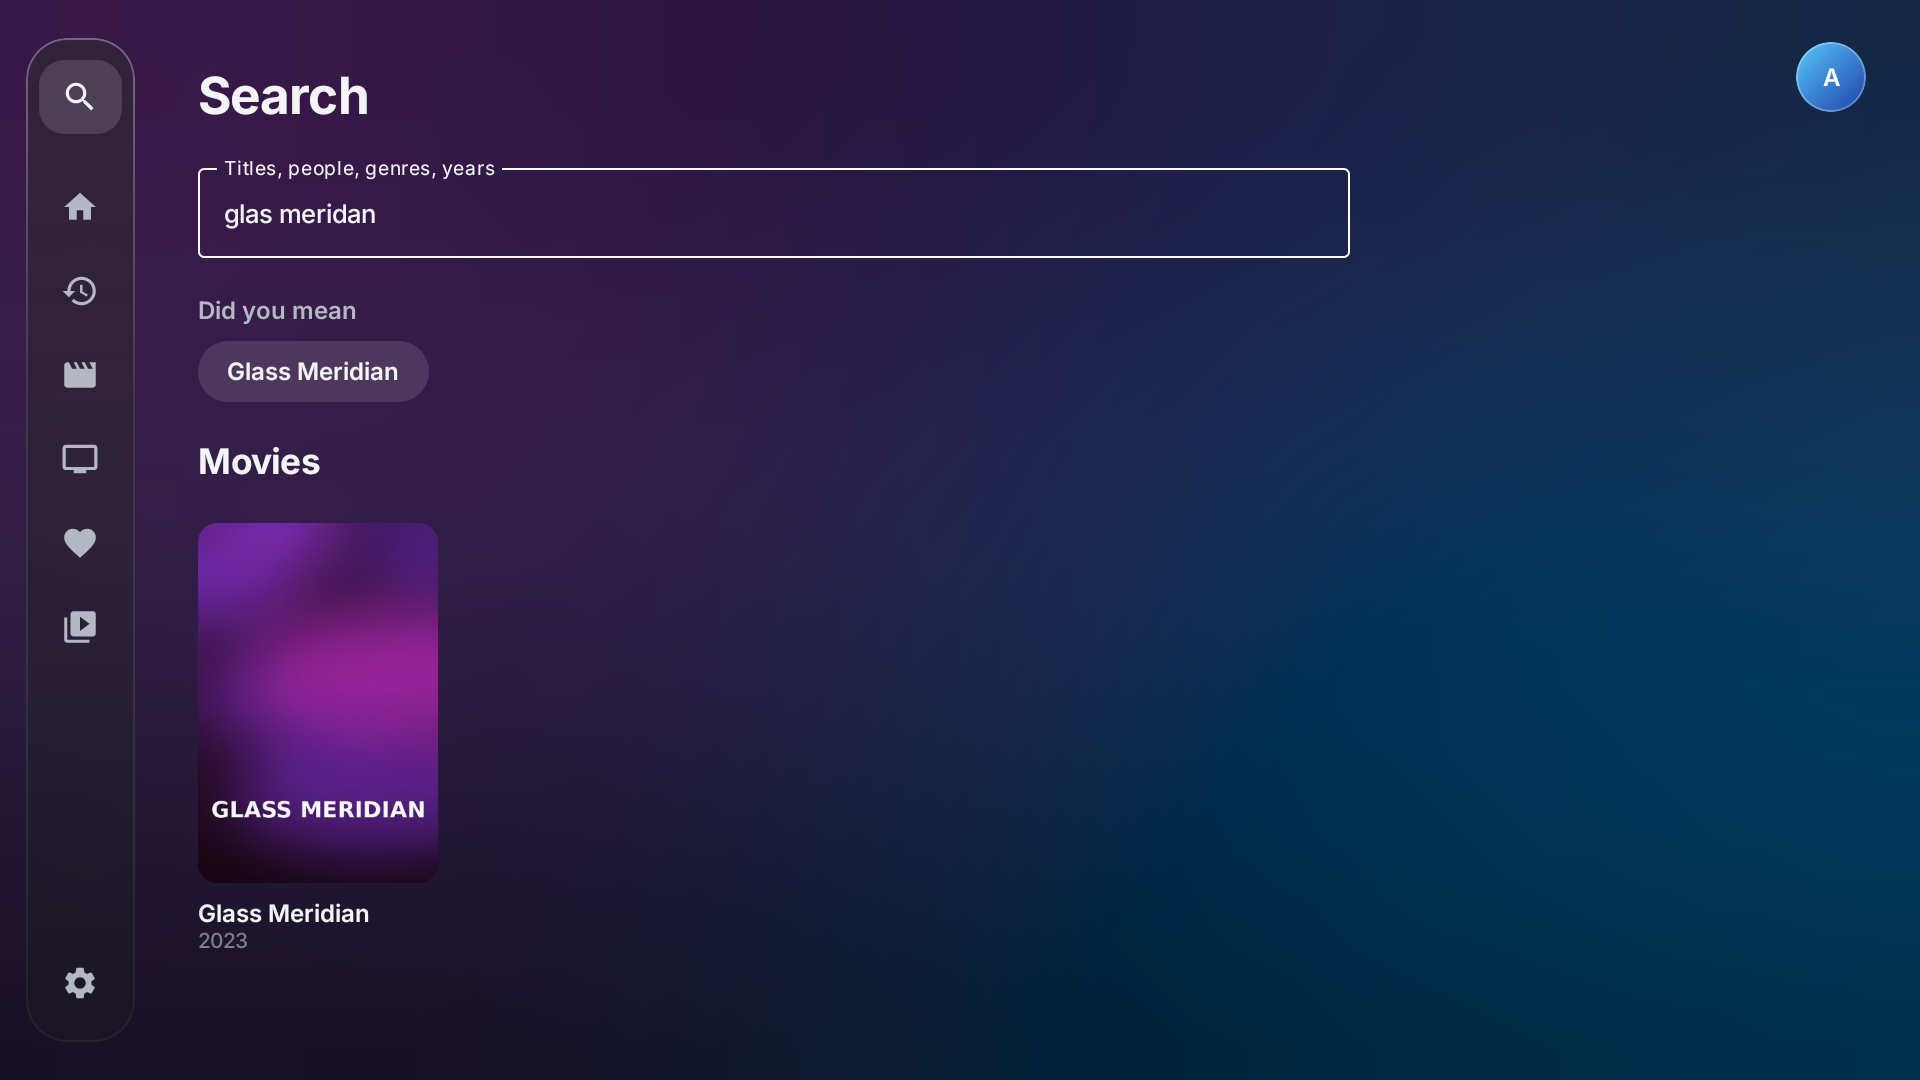 A
Search
Titles, people, genres, years
glas meridan
Did you mean
Glass Meridian
Movies
GLASS MERIDIAN
Glass Meridian
2023